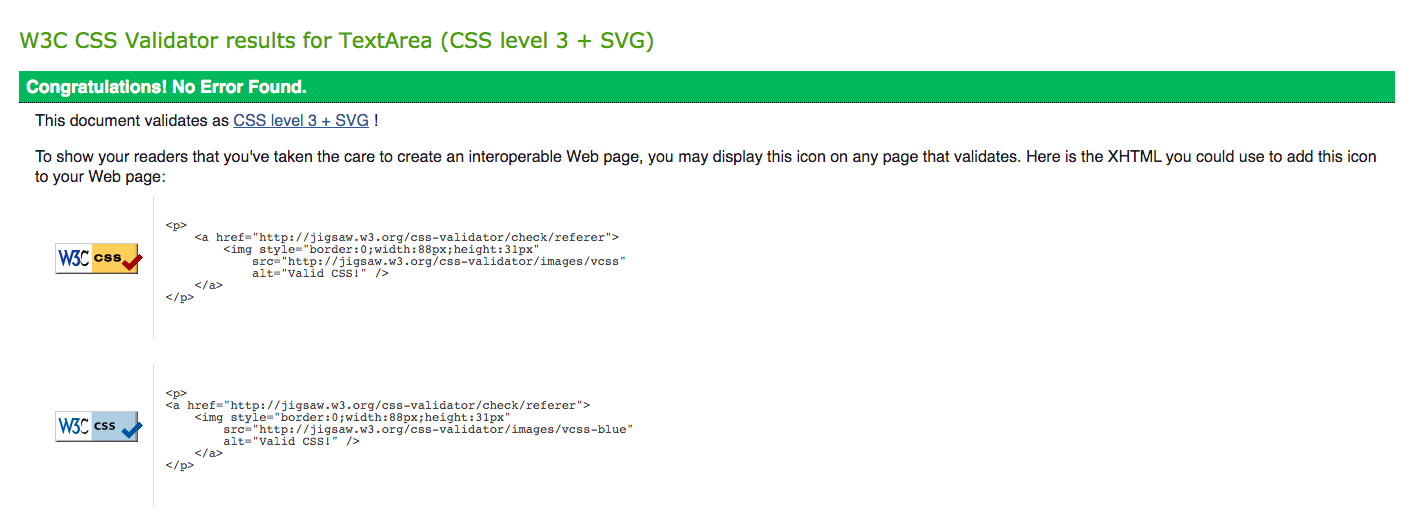 W3C CSS Validator results for TextArea (CSS level 3 + SVG)
Congratulations! No Error Found.
This document validates as CSS level 3 + SVG !
To show your readers that you've taken the care to create an interoperable Web page, you may display this icon on any page that validates. Here is the XHTML you could use to add this icon
to your Web page:
W3C css
<p>
    <a href="http://jigsaw.w3.org/css-validator/check/referer">
        <img style="border:0;width:88px;height:31px"
            src="http://jigsaw.w3.org/css-validator/images/vcss"
            alt="Valid CSS!" />
    </a>
</p>
W3C css
<p>
<a href="http://jigsaw.w3.org/css-validator/check/referer">
    <img style="border:0;width:88px;height:31px"
        src="http://jigsaw.w3.org/css-validator/images/vcss-blue"
        alt="Valid CSS!" />
    </a>
</p>